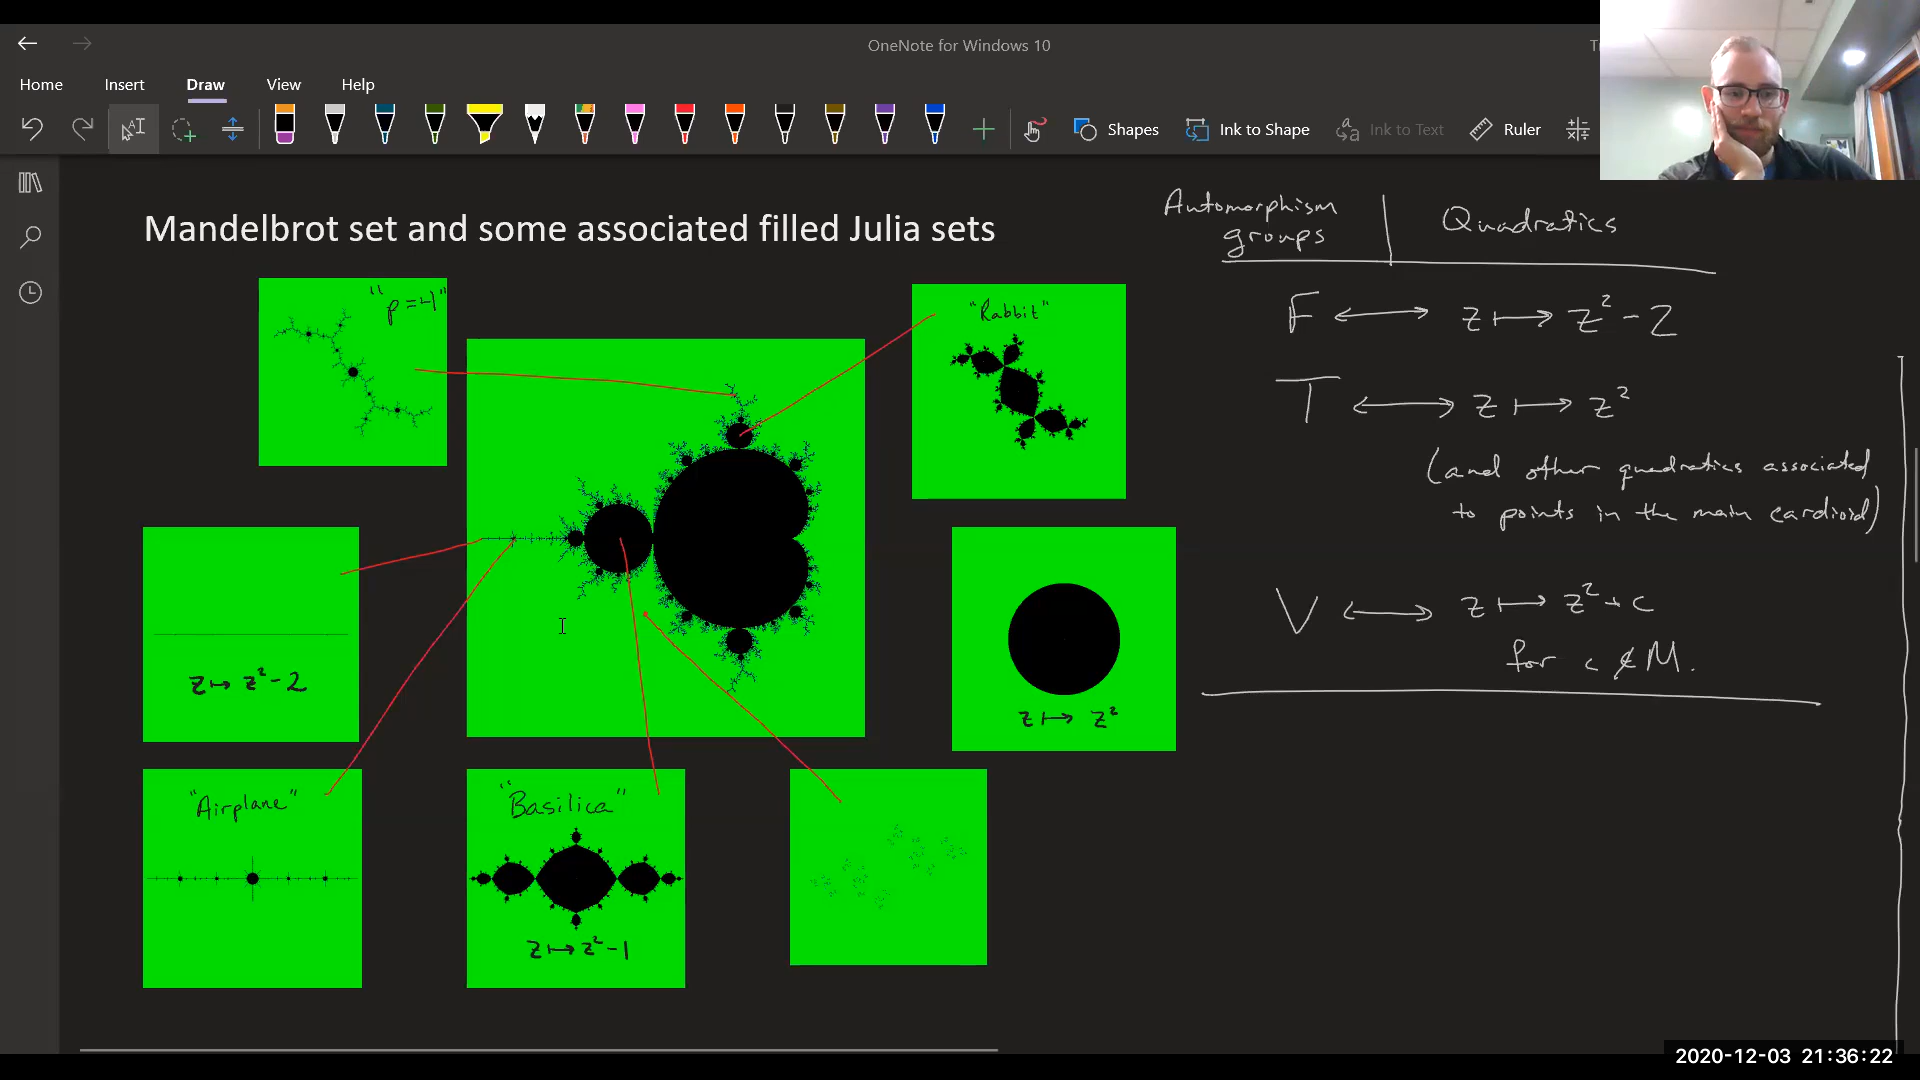 OneNote for Windows 10
Home Insert Draw View Help
Shapes Ink to Shape Ink to Text Ruler
Mandelbrot set and some associated filled Julia sets
"p=4"
"Rabbit"
z ↦ z² - 2
z ↦ z²
"Airplane"
"Basilica"
z ↦ z² - 1
Automorphism groups | Quadratics
F ⟷ z ↦ z² - 2
T ⟷ z ↦ z²
(and other quadratics associated
to points in the main cardioid)
V ⟷ z ↦ z² + c
for c ∉ M.
2020-12-03 21:36:22